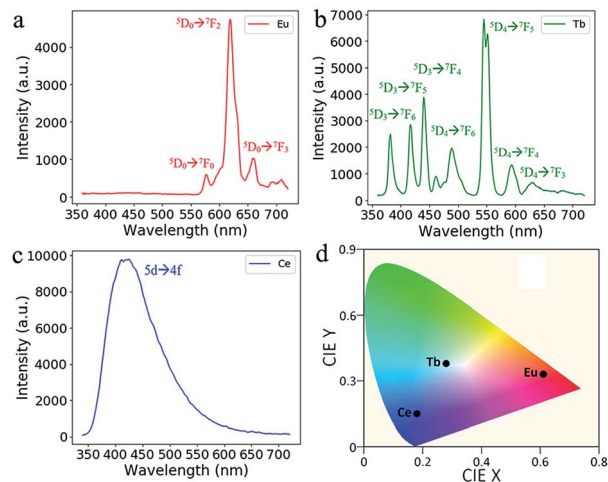 a
Eu
⁵D₀→⁷F₂
⁵D₀→⁷F₀
⁵D₀→⁷F₃
Intensity (a.u.)
4000
3000
2000
1000
0
350 400 450 500 550 600 650 700
Wavelength (nm)
b
Tb
⁵D₄→⁷F₅
⁵D₃→⁷F₄
⁵D₃→⁷F₅
⁵D₃→⁷F₆
⁵D₄→⁷F₆
⁵D₄→⁷F₄
⁵D₄→⁷F₃
Intensity (a.u.)
7000
6000
5000
4000
3000
2000
1000
0
350 400 450 500 550 600 650 700
Wavelength (nm)
c
Ce
5d→4f
Intensity (a.u.)
10000
8000
6000
4000
2000
0
350 400 450 500 550 600 650 700
Wavelength (nm)
d
CIE Y
0.9
0.6
0.3
0
Tb
Eu
Ce
0 0.2 0.4 0.6 0.8
CIE X